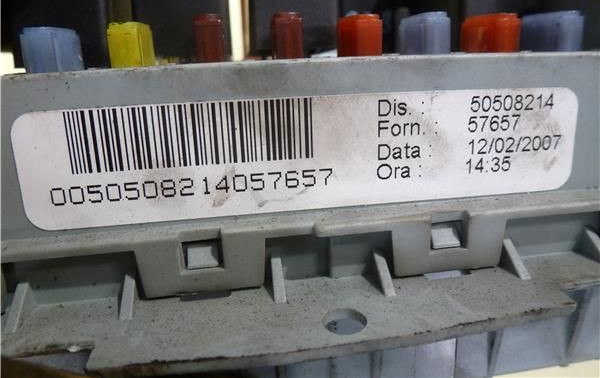 Dis. : 50508214
Forn. : 57657
Data : 12/02/2007
Ora : 14:35
0050508214057657